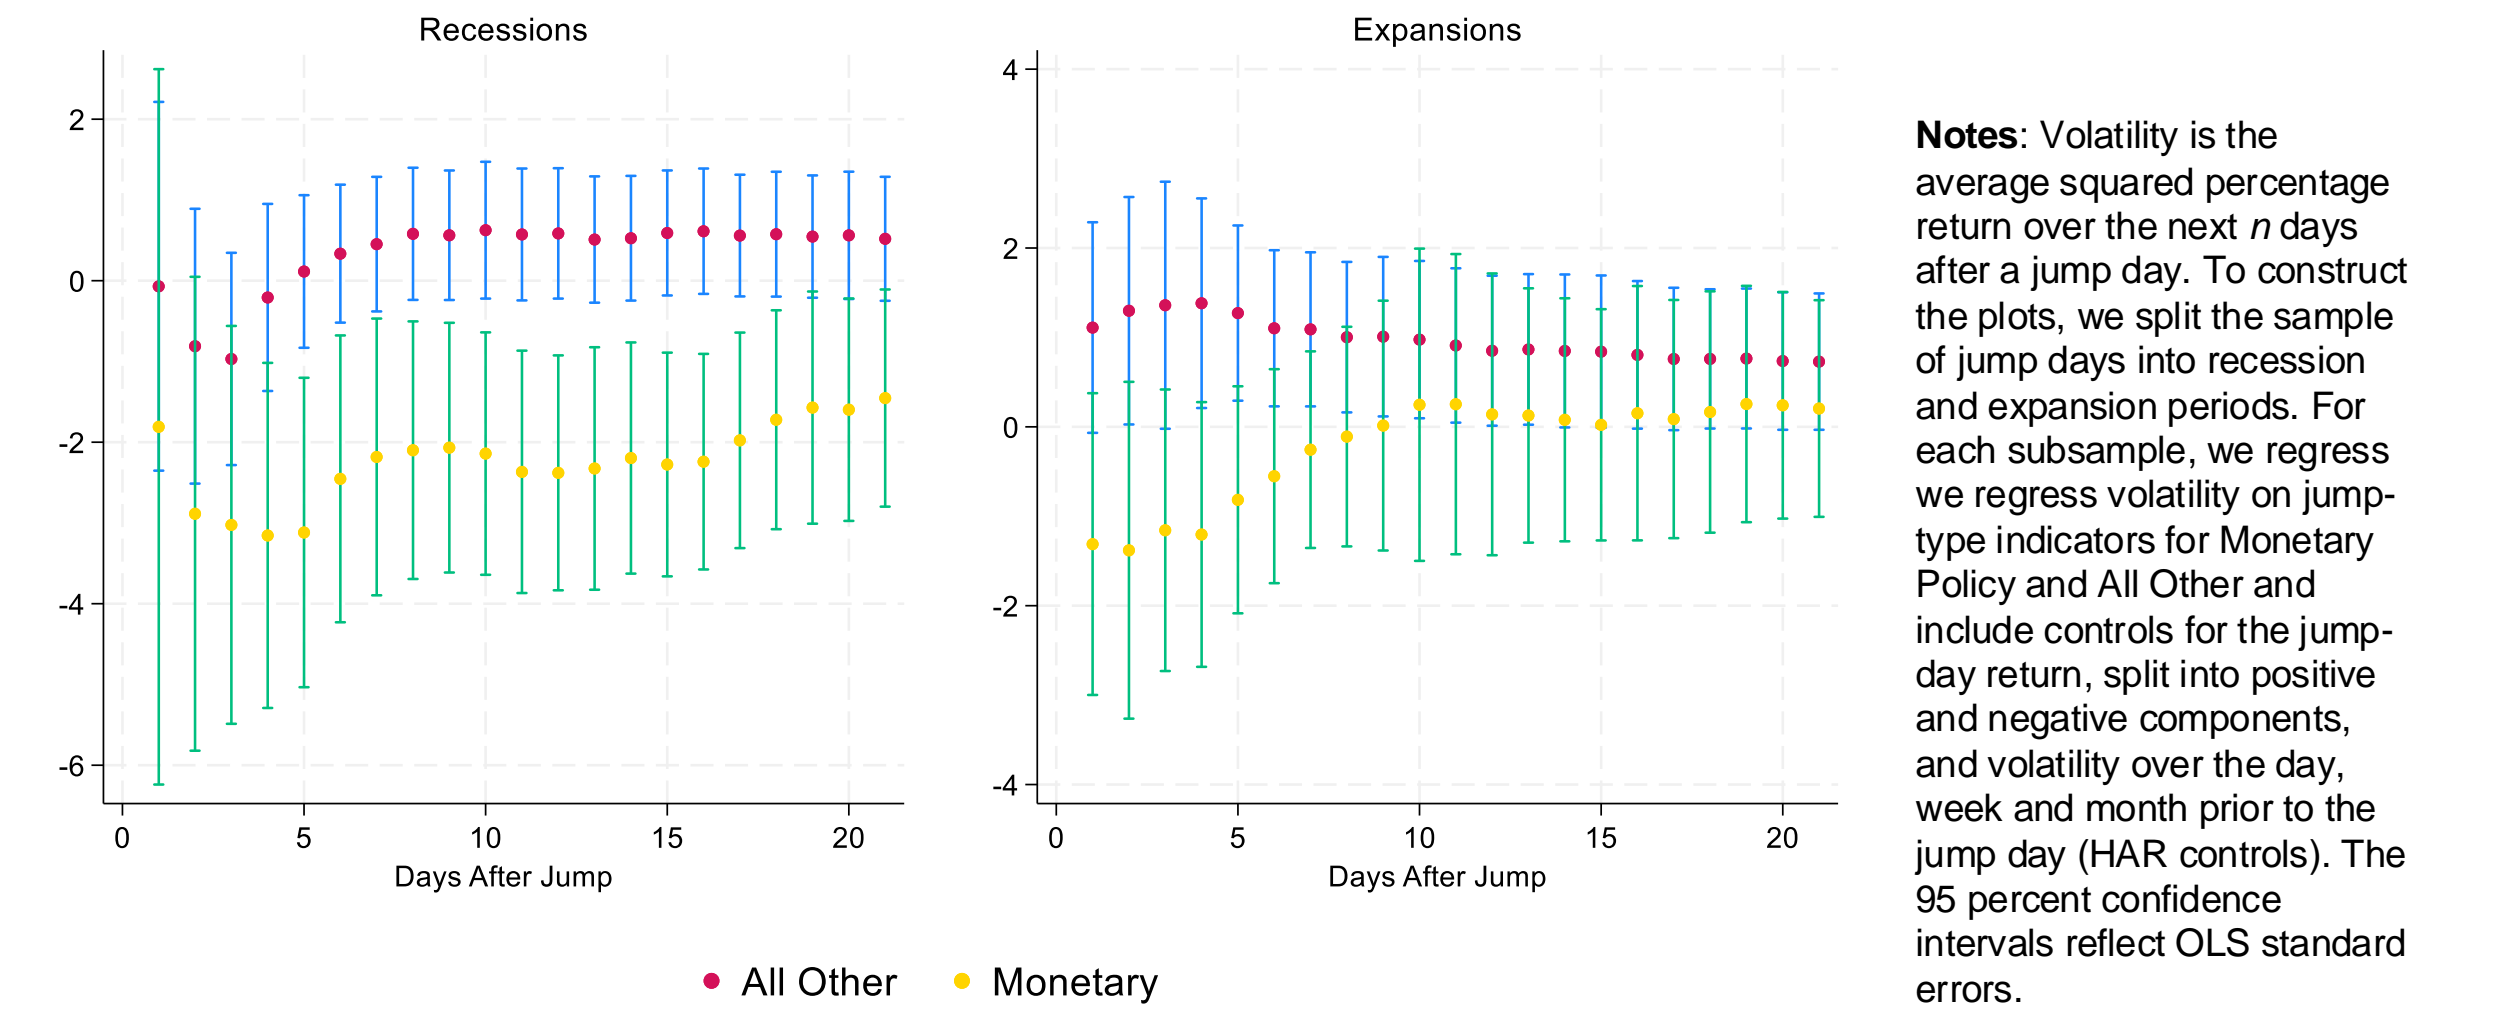 Recessions
2
0
-2
-4
-6
0 5 10 15 20
Days After Jump
Expansions
4
2
0
-2
-4
0 5 10 15 20
Days After Jump
All Other Monetary
Notes: Volatility is the
average squared percentage
return over the next n days
after a jump day. To construct
the plots, we split the sample
of jump days into recession
and expansion periods. For
each subsample, we regress
we regress volatility on jump-
type indicators for Monetary
Policy and All Other and
include controls for the jump-
day return, split into positive
and negative components,
and volatility over the day,
week and month prior to the
jump day (HAR controls). The
95 percent confidence
intervals reflect OLS standard
errors.